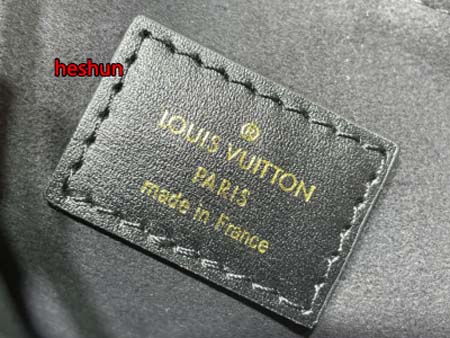 heshun
®
LOUIS VUITTON
PARIS
made in France